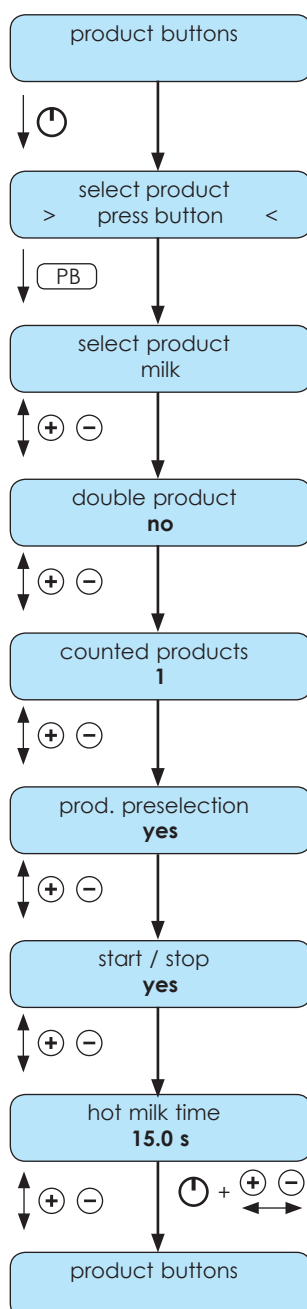 product buttons
select product
> press button <
PB
select product
milk
+ −
double product
no
+ −
counted products
1
+ −
prod. preselection
yes
+ −
start / stop
yes
+ −
hot milk time
15.0 s
+ − + + −
product buttons